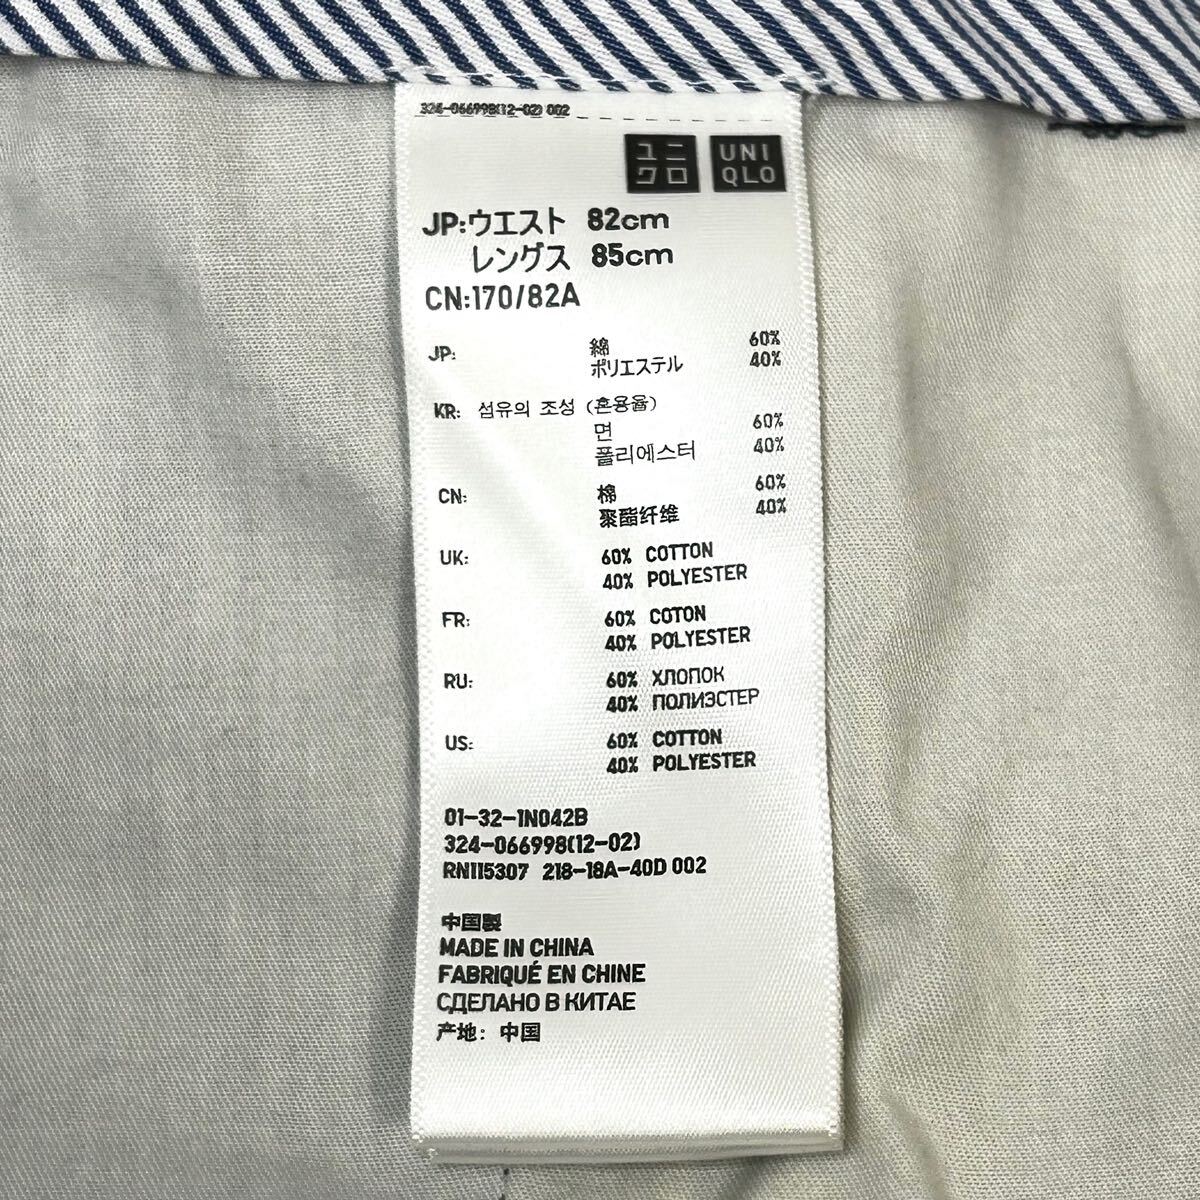 324-066998(12-02) 002
ユニ
クロ
UNI
QLO
JP:ウエスト 82cm
レングス 85cm
CN:170/82A
JP: 綿 60%
ポリエステル 40%
KR: 섬유의 조성 (혼용율)
면 60%
폴리에스터 40%
CN: 棉 60%
聚酯纤维 40%
UK: 60% COTTON
40% POLYESTER
FR: 60% COTON
40% POLYESTER
RU: 60% ХЛОПОК
40% ПОЛИЭСТЕР
US: 60% COTTON
40% POLYESTER
01-32-1N042B
324-066998(12-02)
RN115307 218-18A-40D 002
中国製
MADE IN CHINA
FABRIQUÉ EN CHINE
СДЕЛАНО В КИТАЕ
产地: 中国